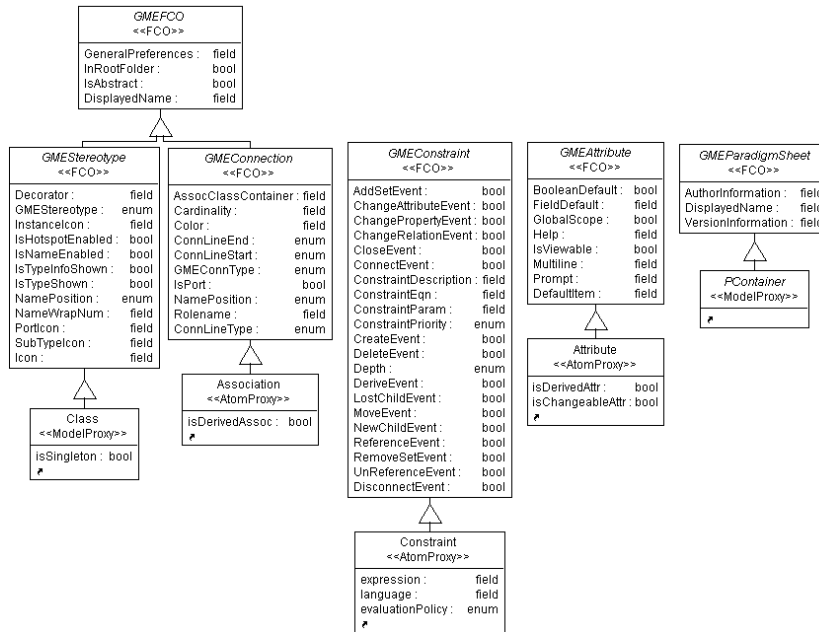 GMEFCO
<<FCO>>
GeneralPreferences : field
InRootFolder : bool
IsAbstract : bool
DisplayedName : field
GMEStereotype
<<FCO>>
Decorator : field
GMEStereotype : enum
InstanceIcon : field
IsHotspotEnabled : bool
IsNameEnabled : bool
IsTypeInfoShown : bool
IsTypeShown : bool
NamePosition : enum
NameWrapNum : field
PortIcon : field
SubTypeIcon : field
Icon : field
Class
<<ModelProxy>>
isSingleton : bool
GMEConnection
<<FCO>>
AssocClassContainer : field
Cardinality : field
Color : field
ConnLineEnd : enum
ConnLineStart : enum
GMEConnType : enum
IsPort : bool
NamePosition : enum
Rolename : field
ConnLineType : enum
Association
<<AtomProxy>>
isDerivedAssoc : bool
GMEConstraint
<<FCO>>
AddSetEvent : bool
ChangeAttributeEvent : bool
ChangePropertyEvent : bool
ChangeRelationEvent : bool
CloseEvent : bool
ConnectEvent : bool
ConstraintDescription : field
ConstraintEqn : field
ConstraintParam : field
ConstraintPriority : enum
CreateEvent : bool
DeleteEvent : bool
Depth : enum
DeriveEvent : bool
LostChildEvent : bool
MoveEvent : bool
NewChildEvent : bool
ReferenceEvent : bool
RemoveSetEvent : bool
UnReferenceEvent : bool
DisconnectEvent : bool
Constraint
<<AtomProxy>>
expression : field
language : field
evaluationPolicy : enum
GMEAttribute
<<FCO>>
BooleanDefault : bool
FieldDefault : field
GlobalScope : bool
Help : field
IsViewable : bool
Multiline : field
Prompt : field
DefaultItem : field
Attribute
<<AtomProxy>>
isDerivedAttr : bool
isChangeableAttr : bool
GMEParadigmSheet
<<FCO>>
AuthorInformation : field
DisplayedName : field
VersionInformation : field
PContainer
<<ModelProxy>>